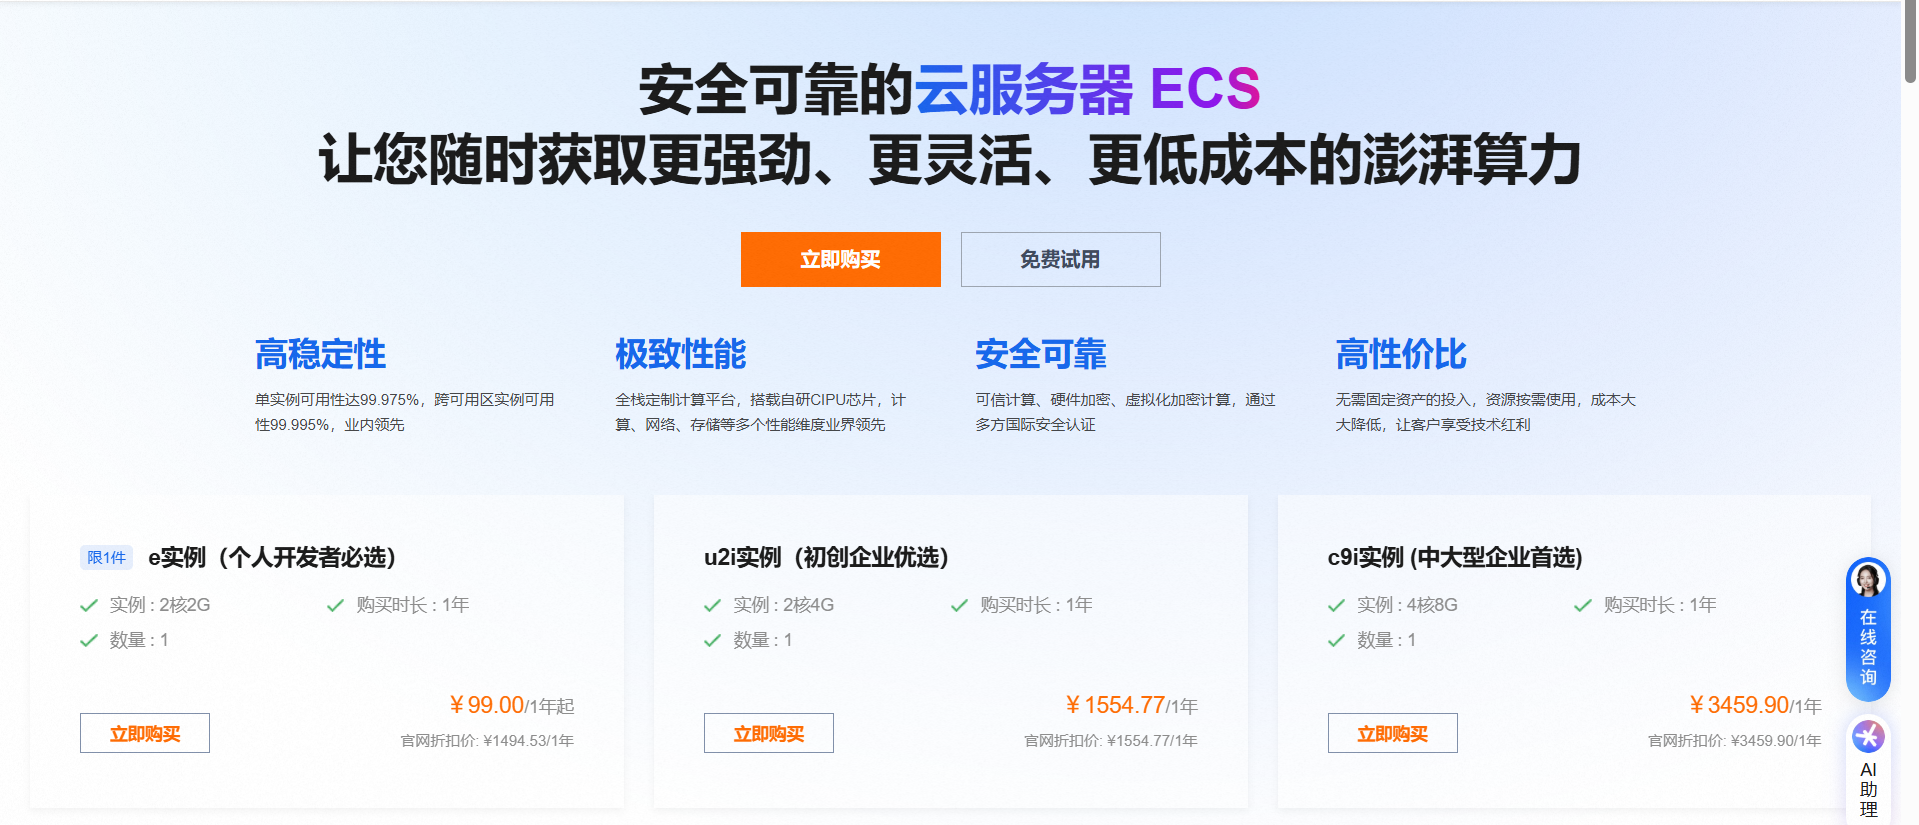 安全可靠的云服务器 ECS
让您随时获取更强劲、更灵活、更低成本的澎湃算力
立即购买
免费试用
高稳定性
单实例可用性达99.975%，跨可用区实例可用
性99.995%，业内领先
极致性能
全栈定制计算平台，搭载自研CIPU芯片，计
算、网络、存储等多个性能维度业界领先
安全可靠
可信计算、硬件加密、虚拟化加密计算，通过
多方国际安全认证
高性价比
无需固定资产的投入，资源按需使用，成本大
大降低，让客户享受技术红利
限1件 e实例（个人开发者必选）
实例 : 2核2G
购买时长 : 1年
数量 : 1
¥ 99.00/1年起
立即购买
官网折扣价: ¥1494.53/1年
u2i实例（初创企业优选）
实例 : 2核4G
购买时长 : 1年
数量 : 1
¥ 1554.77/1年
立即购买
官网折扣价: ¥1554.77/1年
c9i实例 (中大型企业首选)
实例 : 4核8G
购买时长 : 1年
数量 : 1
¥ 3459.90/1年
立即购买
官网折扣价: ¥3459.90/1年
在线咨询
AI助理